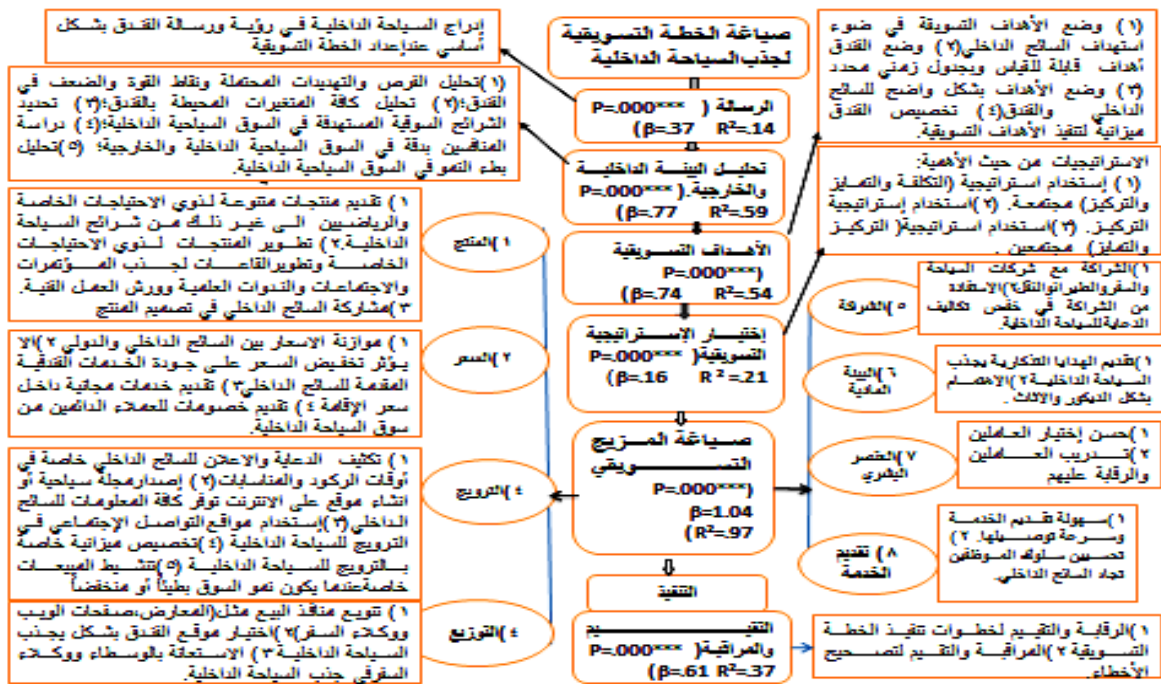 إدراج السياحة الداخلية في رؤية ورسالة الفندق بشكل
أساسي عندإعداد الخطة التسويقية
صياغة الخطة التسويقية
لجذب السياحة الداخلية
(١) وضع الأهداف التسويقة في ضوء
استهداف السائح الداخلي(٢) وضع الفندق
أهداف قابلة للقياس وبجدول زمني محدد
(٣) وضع الأهداف بشكل واضح للسائح
الداخلي والفندق(٤) تخصيص الفندق
ميزانية لتنفيذ الأهداف التسويقية.
(١)تحليل الفرص والتهديدات المحتملة ونقاط القوة والضعف في
الفندق؛(٢) تحليل كافة المتغيرات المحيطة بالفندق؛(٣) تحديد
الشرائح السوقية المستهدفة في السوق السياحية الداخلية؛(٤) دراسة
المنافسين بدقة في السوق السياحية الداخلية والخارجية؛ (٥)تحليل
بطء النمو في السوق السياحية الداخلية.
الرسالة ( P=.000***
(β=.37 R²=.14
تحليل البيئة الداخلية
والخارجية.( P=.000***
(β=.77 R²=.59
الاستراتيجيات من حيث الأهمية:
(١) إستخدام استراتيجية (التكلفة والتمايز
والتركيز) مجتمعة. (٢)استخدام إستراتيجية
التركيز. (٣)استخدام استراتيجية( التركيز
والتمايز) مجتمعين .
١) تقديم منتجات متنوعة لذوي الاحتياجات الخاصة
والرياضيين الى غير ذلك من شرائح السياحة
الداخلية.٢) تطوير المنتجات لذوي الاحتياجات
الخاصة وتطويرالقاعات لجذب المؤتمرات
والاجتماعات والندوات العلمية وورش العمل الفنية.
٣)مشاركة السائح الداخلي في تصميم المنتج
١)المنتج
الأهداف التسويقية
(P=.000***
(β=.74 R²=.54
١)الشراكة مع شركات السياحة
والسفروالطيرانوالنقل٢)الاستفادة
من الشراكة في خفض تكاليف
الدعايةللسياحة الداخلية.
٥)الشراكة
إختيار الإستراتيجية
التسويقية( P=.000***
(β=.16 R²=.21
١) موازنة الاسعار بين السائح الداخلي والدولي ٢)الا
يؤثر تخفيض السعر على جودة الخدمات الفندقية
المقدمة للسائح الداخلي٣) تقديم خدمات مجانية داخل
سعر الإقامة ٤) تقديم خصومات للعملاء الدائمين من
سوق السياحة الداخلية.
٢)السعر
١)تقديم الهدايا التذكارية يجذب
السياحة الداخلية ٢)الاهتمام
بشكل الديكور والاثاث .
٦)البيئة
المادية
صياغة المزيج
التسويقي
(P=.000***
β=1.04
(R²=.97
١)حسن إختيار العاملين
٢)تدريب العاملين
والرقابة عليهم
٧)العنصر
البشري
١) تكثيف الدعاية والاعلان للسائح الداخلي خاصة في
أوقات الركود والمناسبات(٢) إصدارمجلة سياحية أو
انشاء موقع على الانترنت توفر كافة المعلومات للسائح
الداخلي(٣)إستخدام مواقع التواصل الإجتماعي في
الترويج للسياحة الداخلية (٤)تخصيص ميزانية خاصة
بالترويج للسياحة الداخلية (٥)تنشيط المبيعات
خاصةعندما يكون نمو السوق بطيئاً أو منخفضاً
٤)الترويج
١)سهولة تقديم الخدمة
وسرعة توصيلها. ٢)
تحسين سلوك الموظفين
تجاه السائح الداخلي.
٨) تقديم
الخدمة
التنفيذ
١) تنويع منافذ البيع مثل(المعارض،صفحات الويب
ووكلاء السفر)٢)اختيار موقع الفندق بشكل يجذب
السياحة الداخلية ٣) الاستعانة بالوسطاء ووكلاء
السفرفي جذب السياحة الداخلية.
٤)التوزيع
التقييم
والمراقبة( P=.000***
(β=.61 R²=.37
١)الرقابة والتقييم لخطوات تنفيذ الخطة
التسويقية ٢)المراقبة والتقيم لتصحيح
الأخطاء.